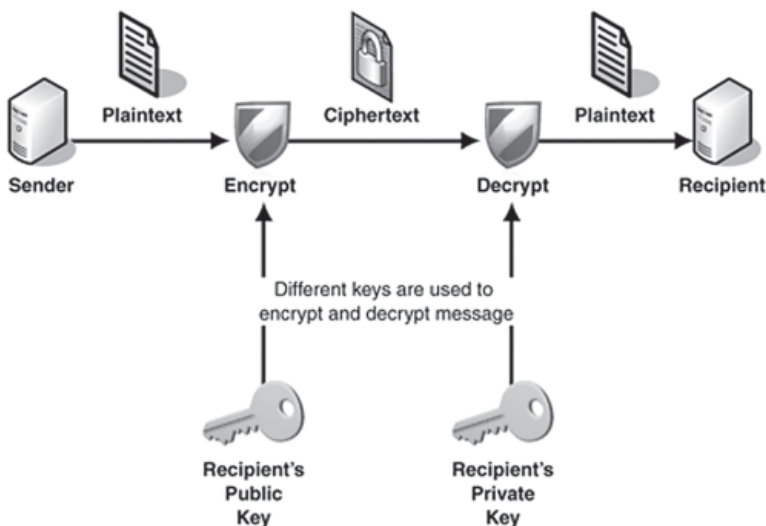 Plaintext
Ciphertext
Plaintext
Sender
Encrypt
Decrypt
Recipient
Different keys are used to
encrypt and decrypt message
Recipient's
Public
Key
Recipient's
Private
Key